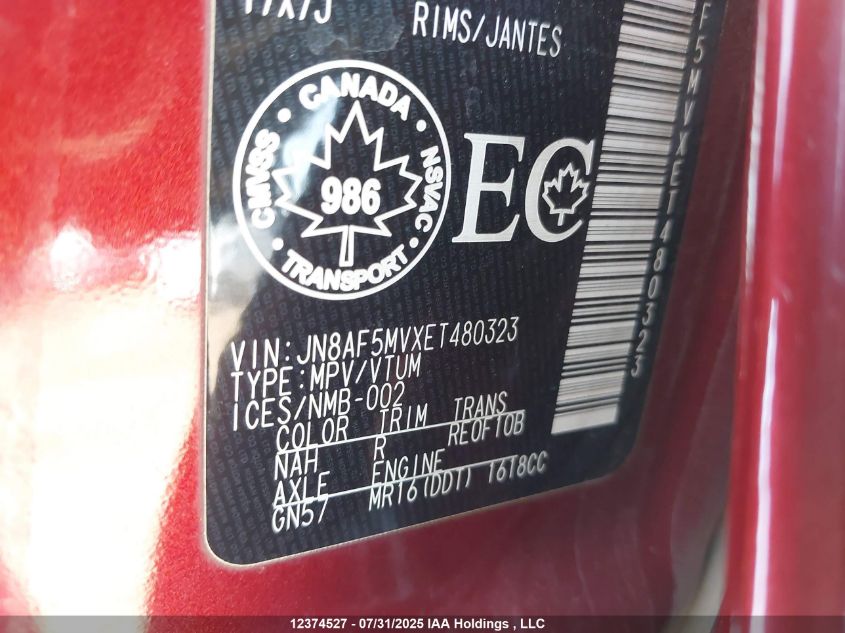 17X7J RIMS/JANTES
CANADA
CMVSS
NSVAC
986
TRANSPORT
EC
F5MVXET480323
VIN:JN8AF5MVXET480323
TYPE:MPV/VTUM
ICES/NMB-002
COLOR TRIM TRANS
NAH R RE0F10B
AXLE ENGINE
GN57 MR16(DDT) 1618CC
12374527 - 07/31/2025 IAA Holdings , LLC